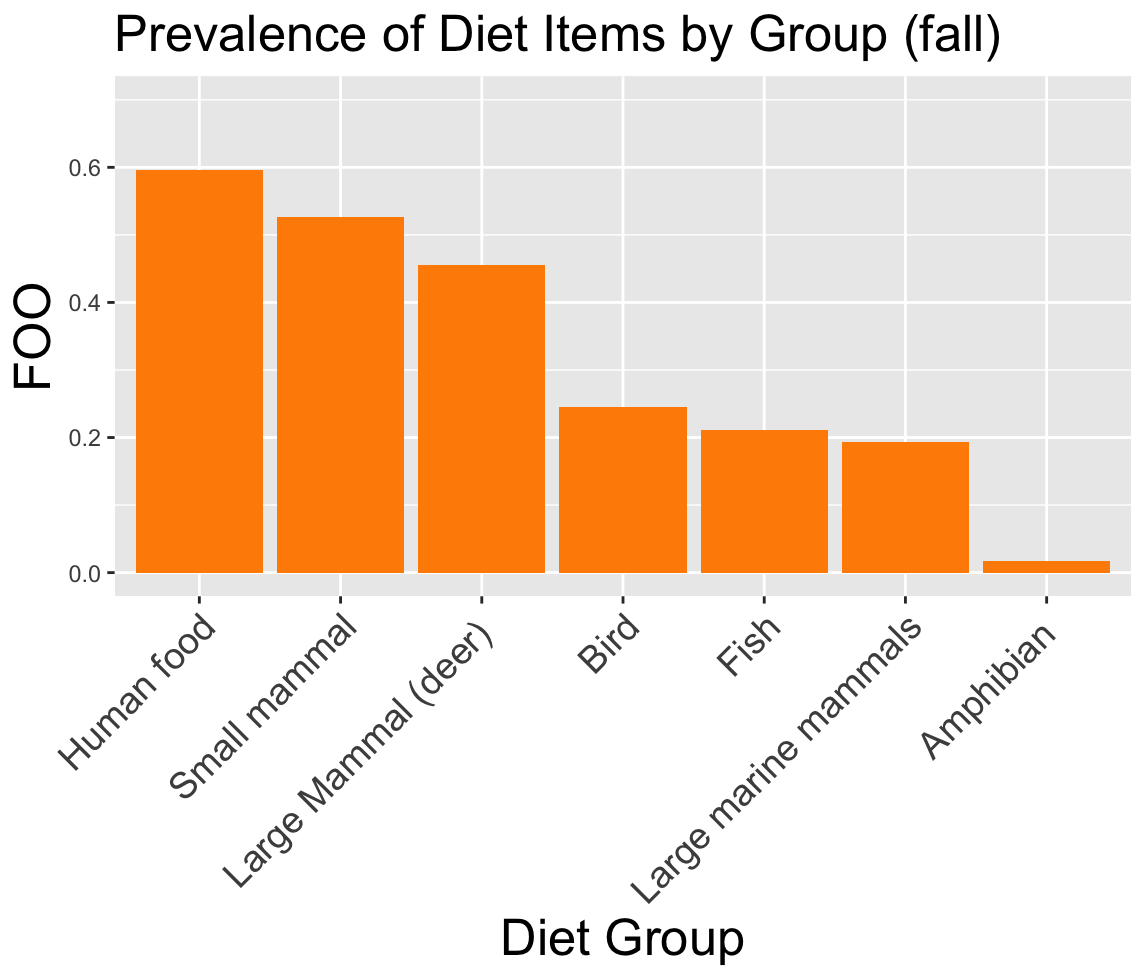 Prevalence of Diet Items by Group (fall)
FOO
0.6
0.4
0.2
0.0
Human food
Small mammal
Large Mammal (deer)
Bird
Fish
Large marine mammals
Amphibian
Diet Group